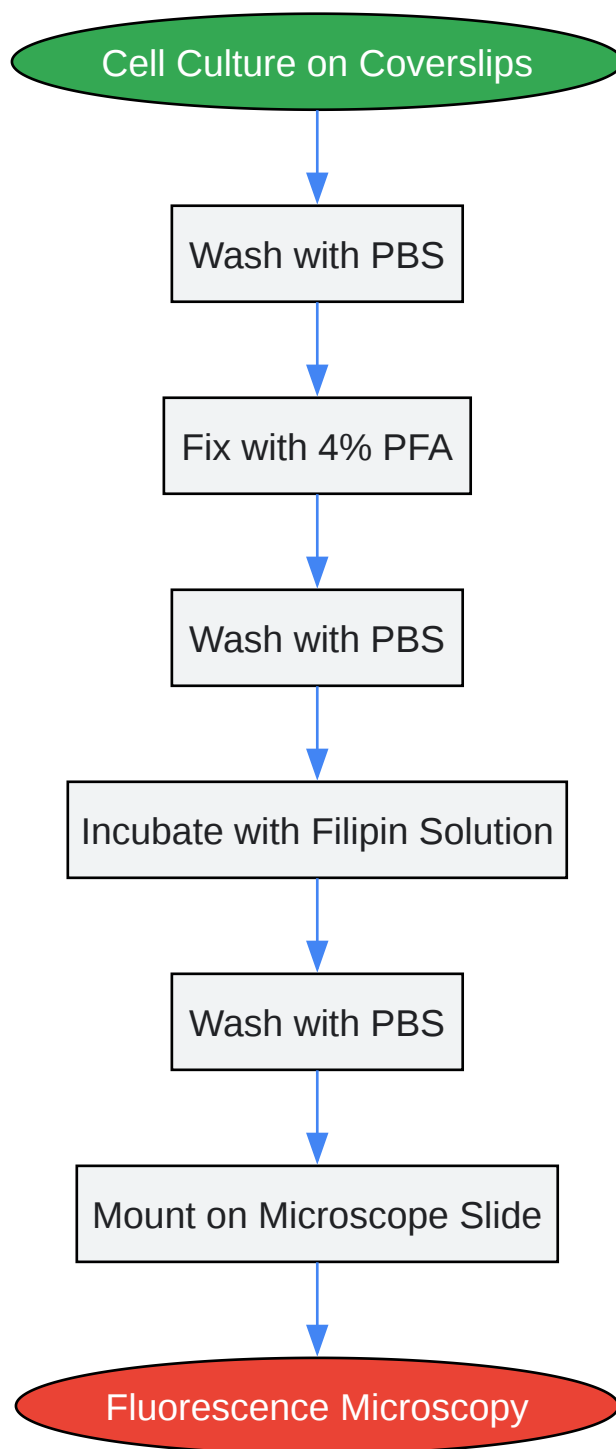 Cell Culture on Coverslips
Wash with PBS
Fix with 4% PFA
Wash with PBS
Incubate with Filipin Solution
Wash with PBS
Mount on Microscope Slide
Fluorescence Microscopy